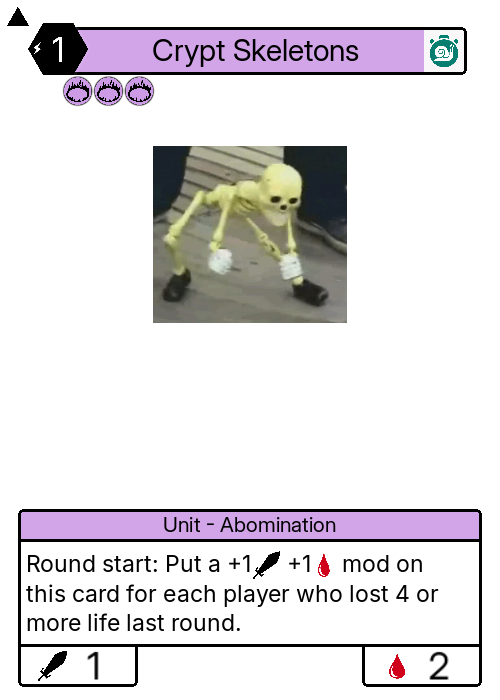 1
Crypt Skeletons
Unit - Abomination
Round start: Put a +1 +1 mod on
this card for each player who lost 4 or
more life last round.
1
2